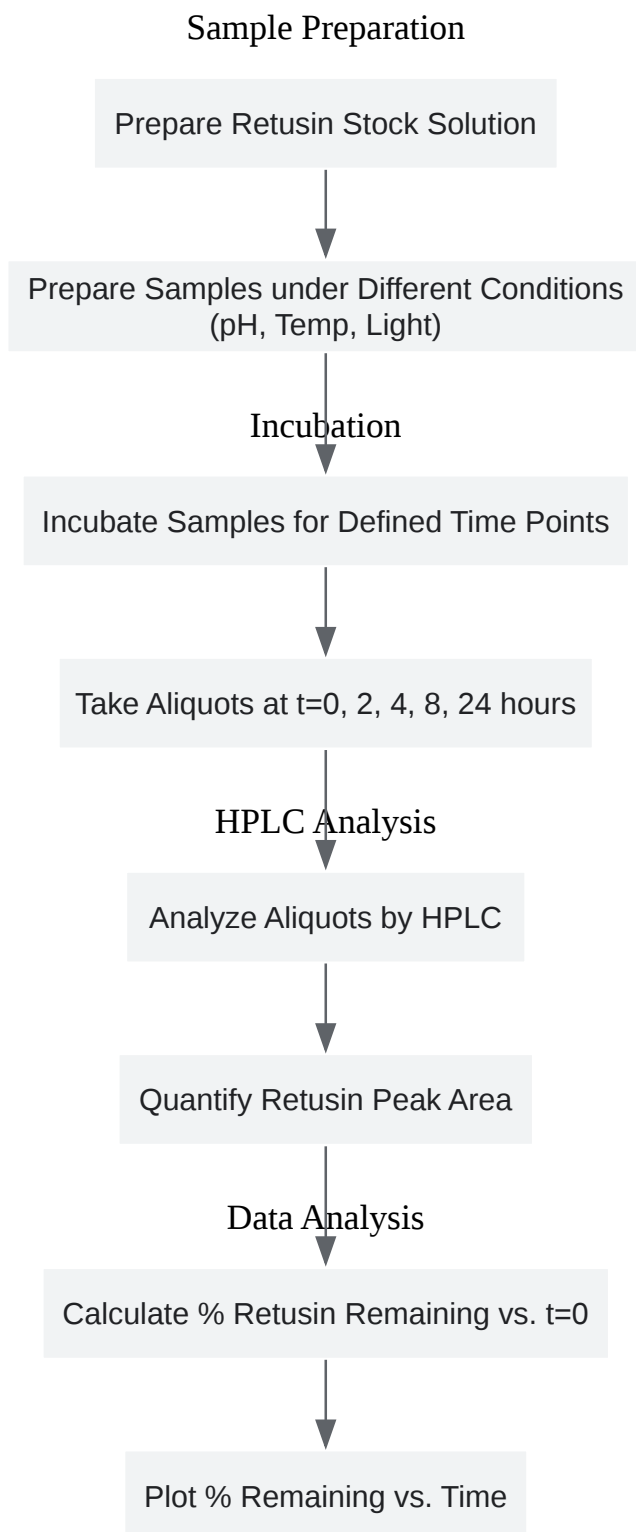 Sample Preparation
Prepare Retusin Stock Solution
Prepare Samples under Different Conditions
(pH, Temp, Light)
Incubation
Incubate Samples for Defined Time Points
Take Aliquots at t=0, 2, 4, 8, 24 hours
HPLC Analysis
Analyze Aliquots by HPLC
Quantify Retusin Peak Area
Data Analysis
Calculate % Retusin Remaining vs. t=0
Plot % Remaining vs. Time